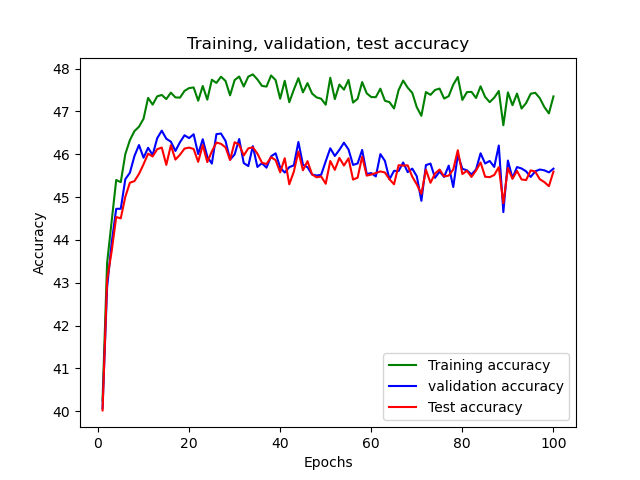 Training, validation, test accuracy
Accuracy
48
47
46
45
44
43
42
41
40
0 20 40 60 80 100
Epochs
Training accuracy
validation accuracy
Test accuracy